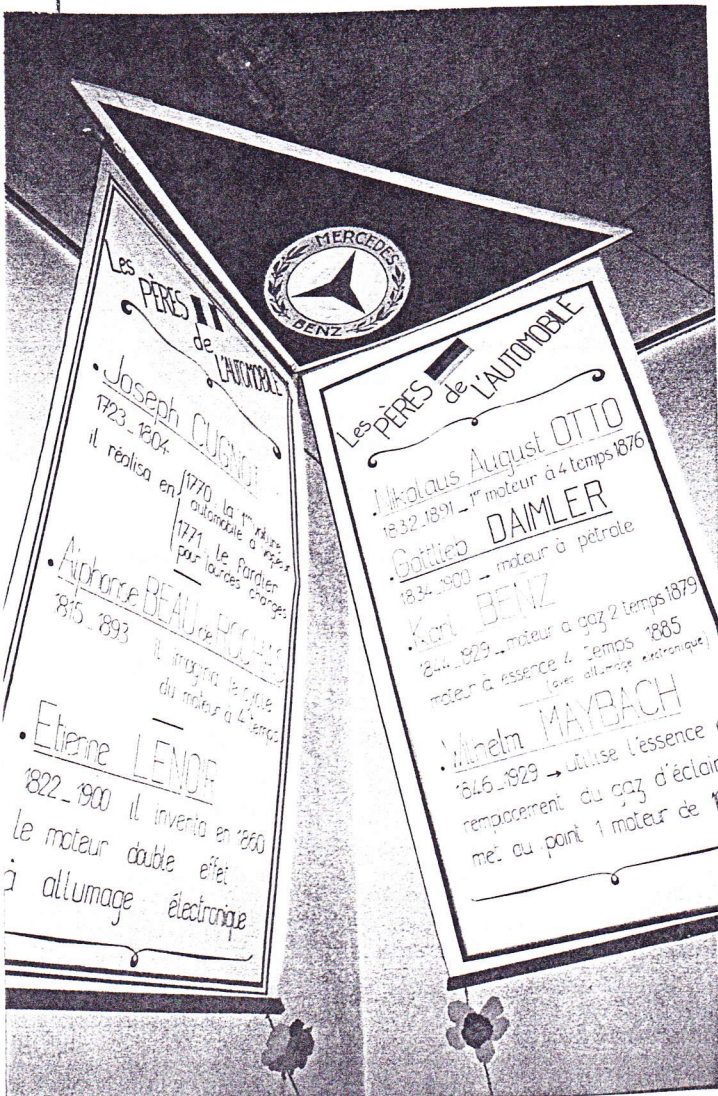 MERCEDES
BENZ
Les PÈRES
de L'AUTOMOBILE
. Joseph CUGNOT
1723_1804
il réalisa en 1770 la 1re voiture
automobile à vapeur
1771 le Fardier
pour lourdes charges
. Alphonse BEAU de ROCHAS
1815_1893 il imagina le cycle
du moteur à 4 temps
. Etienne LENOIR
1822_1900 il inventa en 1860
le moteur double effet
à allumage électronique
Les PÈRES
de L'AUTOMOBILE
. Nikolaus August OTTO
1832_1891_1er moteur à 4 temps 1876
. Gottlieb DAIMLER
1834_1900 → moteur à pétrole
. Karl BENZ
1844_1929_moteur à gaz 2 temps 1879
moteur à essence 4 temps 1885
(avec allumage électronique)
. Wilhelm MAYBACH
1846_1929 → utilise l'essence
remplacement du gaz d'éclair
met au point 1 moteur de